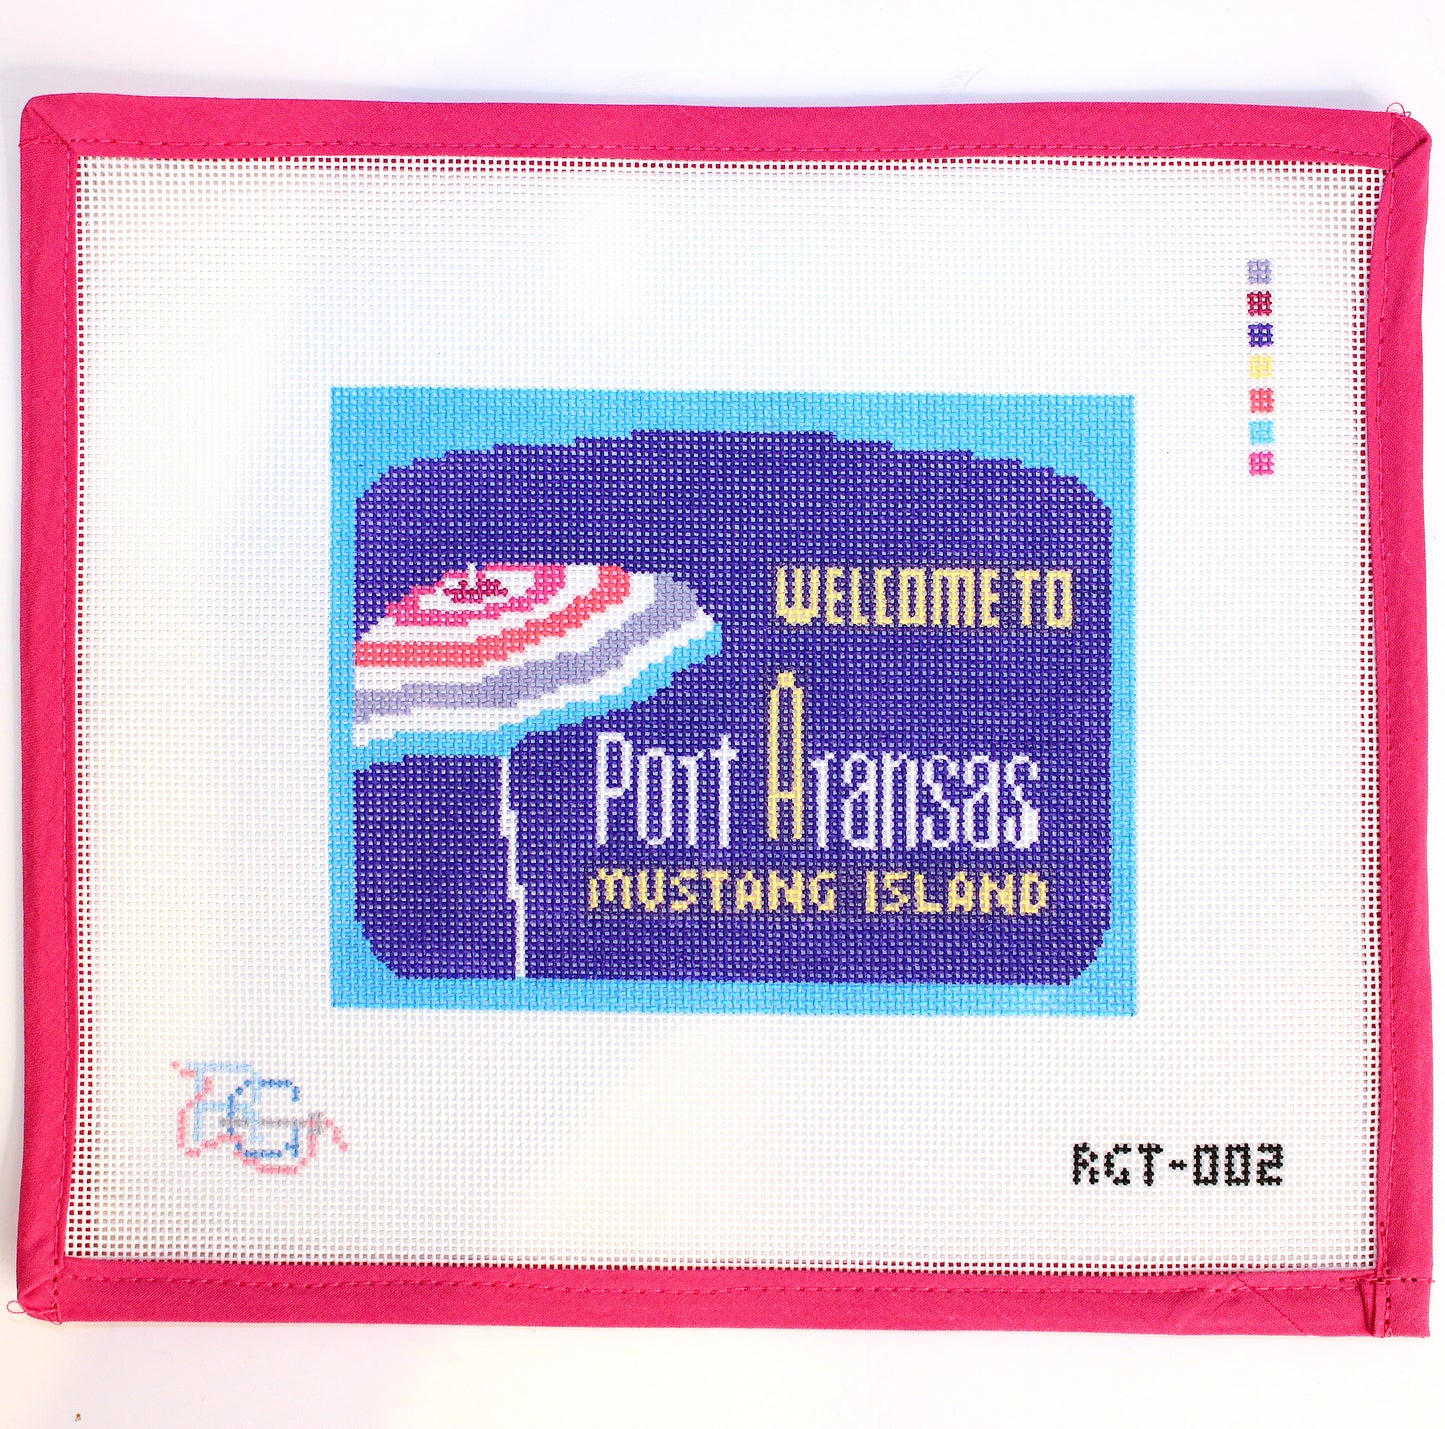 WELCOME TO
Port Aransas
MUSTANG ISLAND
RGT-002